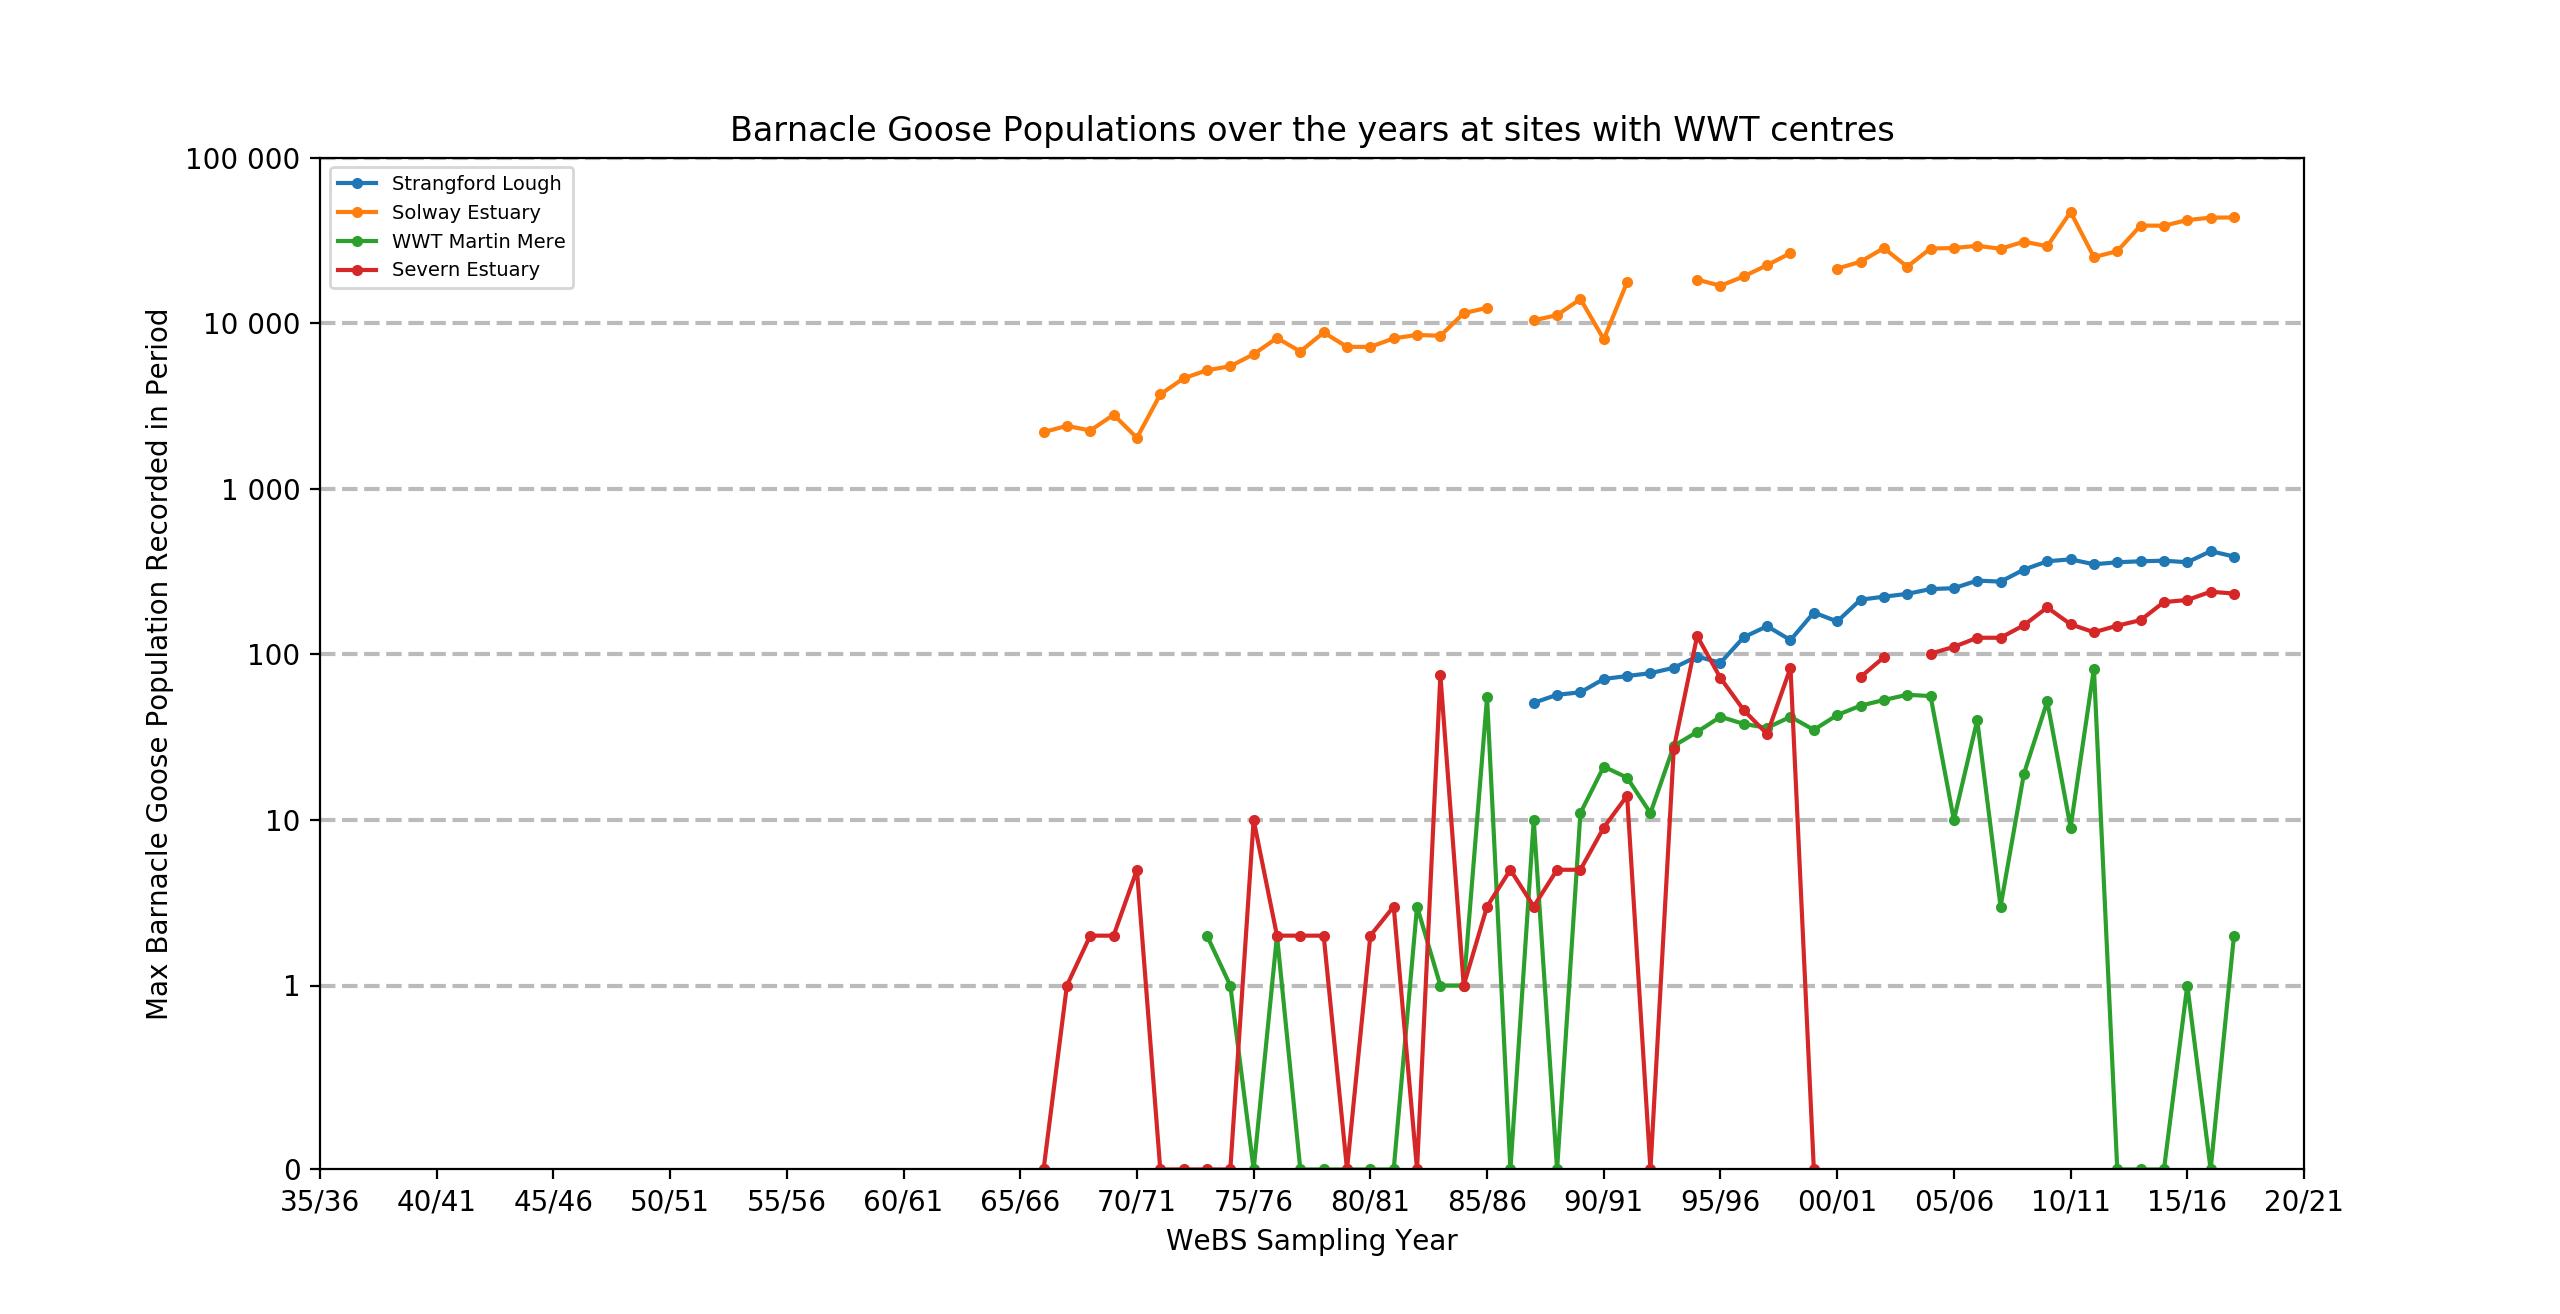 Barnacle Goose Populations over the years at sites with WWT centres
100 000
10 000
1 000
100
10
1
0
Max Barnacle Goose Population Recorded in Period
Strangford Lough
Solway Estuary
WWT Martin Mere
Severn Estuary
35/36 40/41 45/46 50/51 55/56 60/61 65/66 70/71 75/76 80/81 85/86 90/91 95/96 00/01 05/06 10/11 15/16 20/21
WeBS Sampling Year